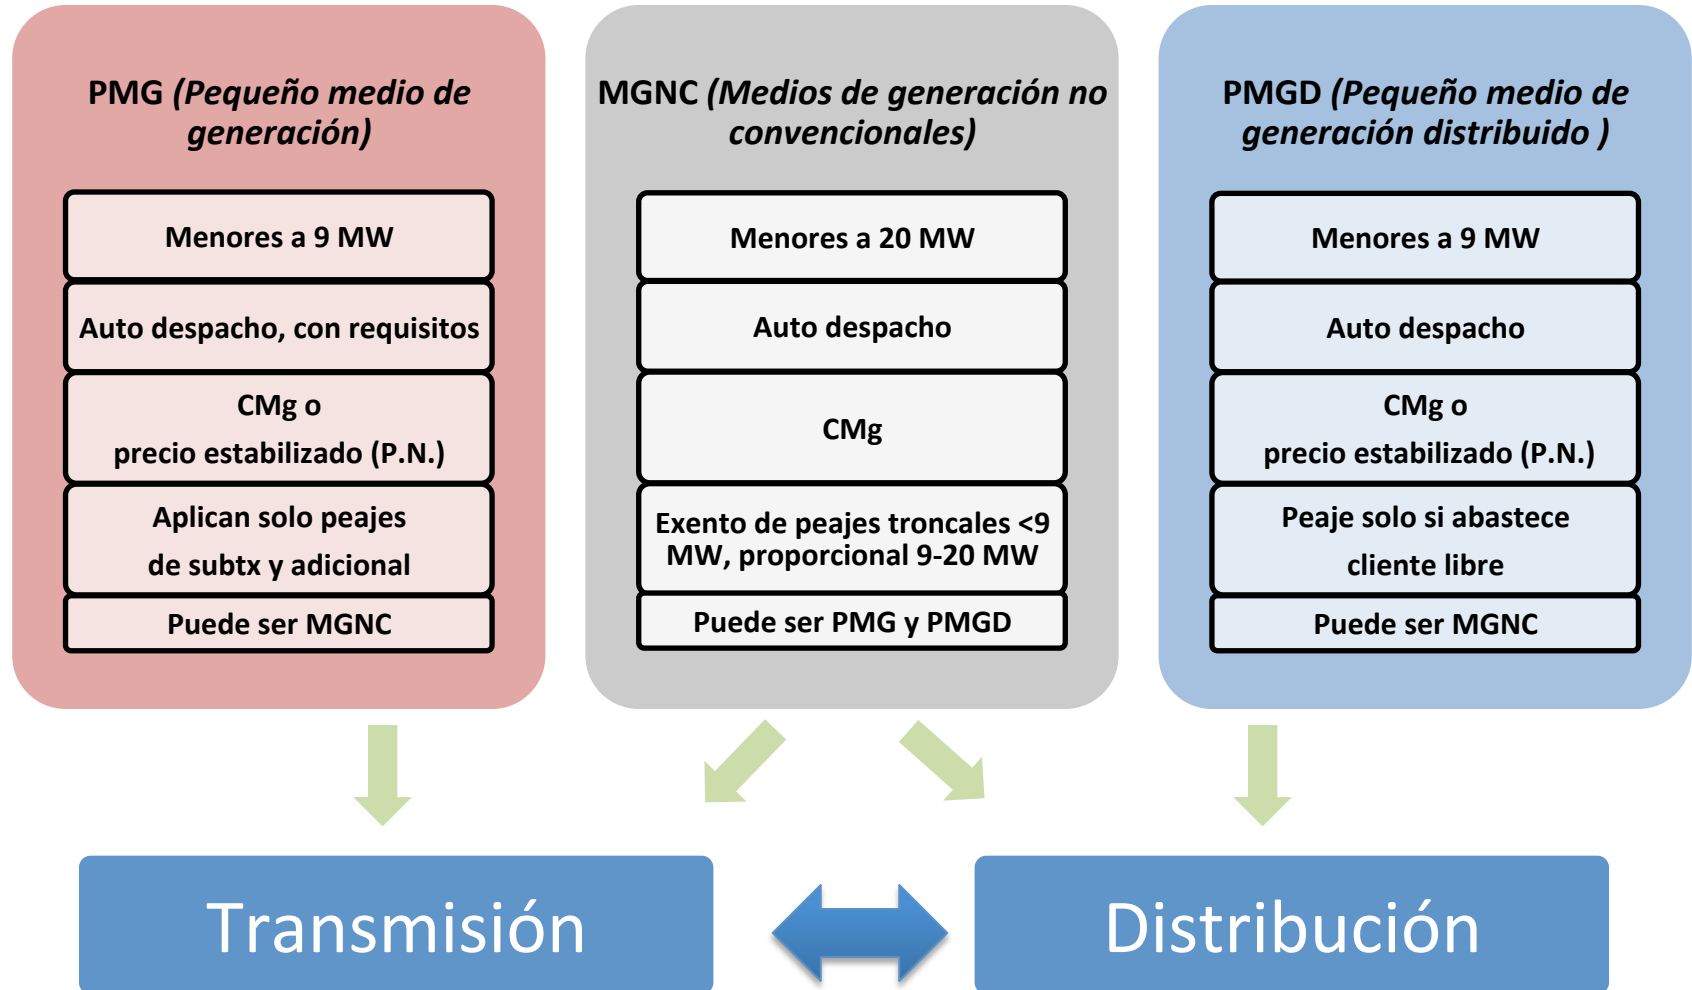 PMG (Pequeño medio de
generación)
Menores a 9 MW
Auto despacho, con requisitos
CMg o
precio estabilizado (P.N.)
Aplican solo peajes
de subtx y adicional
Puede ser MGNC
MGNC (Medios de generación no
convencionales)
Menores a 20 MW
Auto despacho
CMg
Exento de peajes troncales <9
MW, proporcional 9-20 MW
Puede ser PMG y PMGD
PMGD (Pequeño medio de
generación distribuido )
Menores a 9 MW
Auto despacho
CMg o
precio estabilizado (P.N.)
Peaje solo si abastece
cliente libre
Puede ser MGNC
Transmisión
Distribución